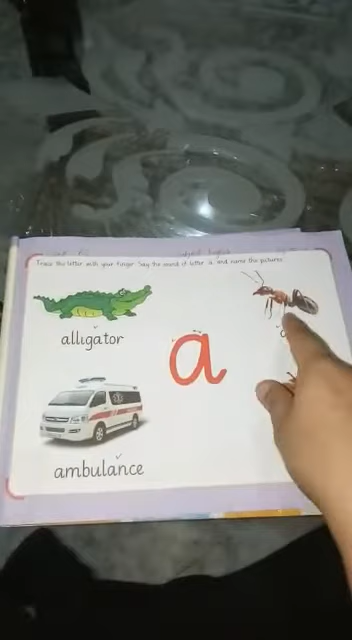 Trace the letter with your finger. Say the sound of letter a and name the pictures.
alligator
a
ambulance